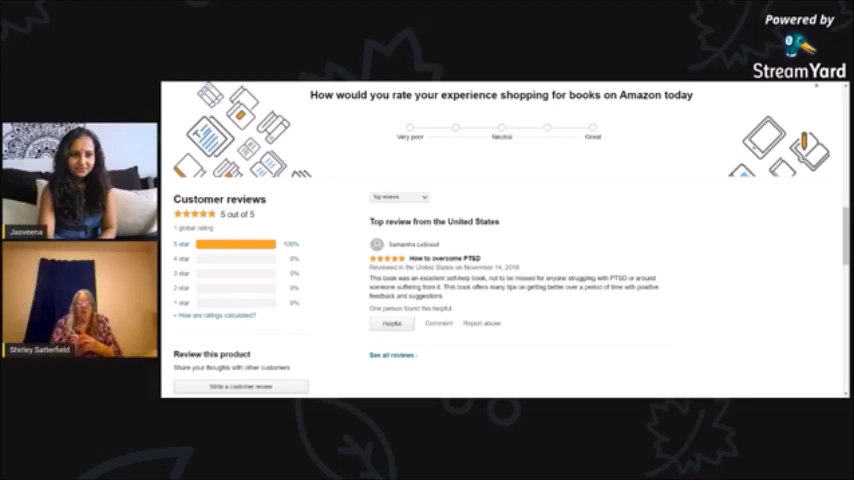 Powered by
StreamYard
How would you rate your experience shopping for books on Amazon today
Very poor
Neutral
Great
Jasveena
Shirley Satterfield
Customer reviews
5 out of 5
1 global rating
5 star 100%
4 star 0%
3 star 0%
2 star 0%
1 star 0%
How are ratings calculated?
Review this product
Share your thoughts with other customers
Write a customer review
Top reviews
Top review from the United States
Samantha
How to overcome PTSD
Reviewed in the United States on November 14, 2018
This book was an excellent self-help book, not to be missed for anyone struggling with PTSD or around
someone suffering from it. This book offers many tips on getting better over a period of time with positive
feedback and suggestions
One person found this helpful
Helpful
Comment
Report abuse
See all reviews ›